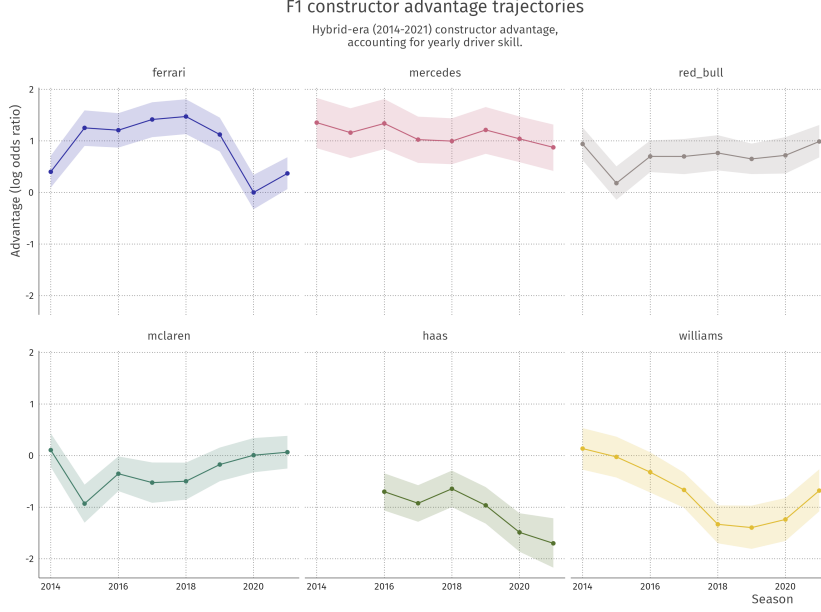 F1 constructor advantage trajectories
Hybrid-era (2014-2021) constructor advantage,
accounting for yearly driver skill.
ferrari
mercedes
red_bull
Advantage (log odds ratio)
2
1
0
-1
-2
mclaren
haas
williams
2
1
0
-1
-2
2014 2016 2018 2020
2014 2016 2018 2020
2014 2016 2018 2020
Season